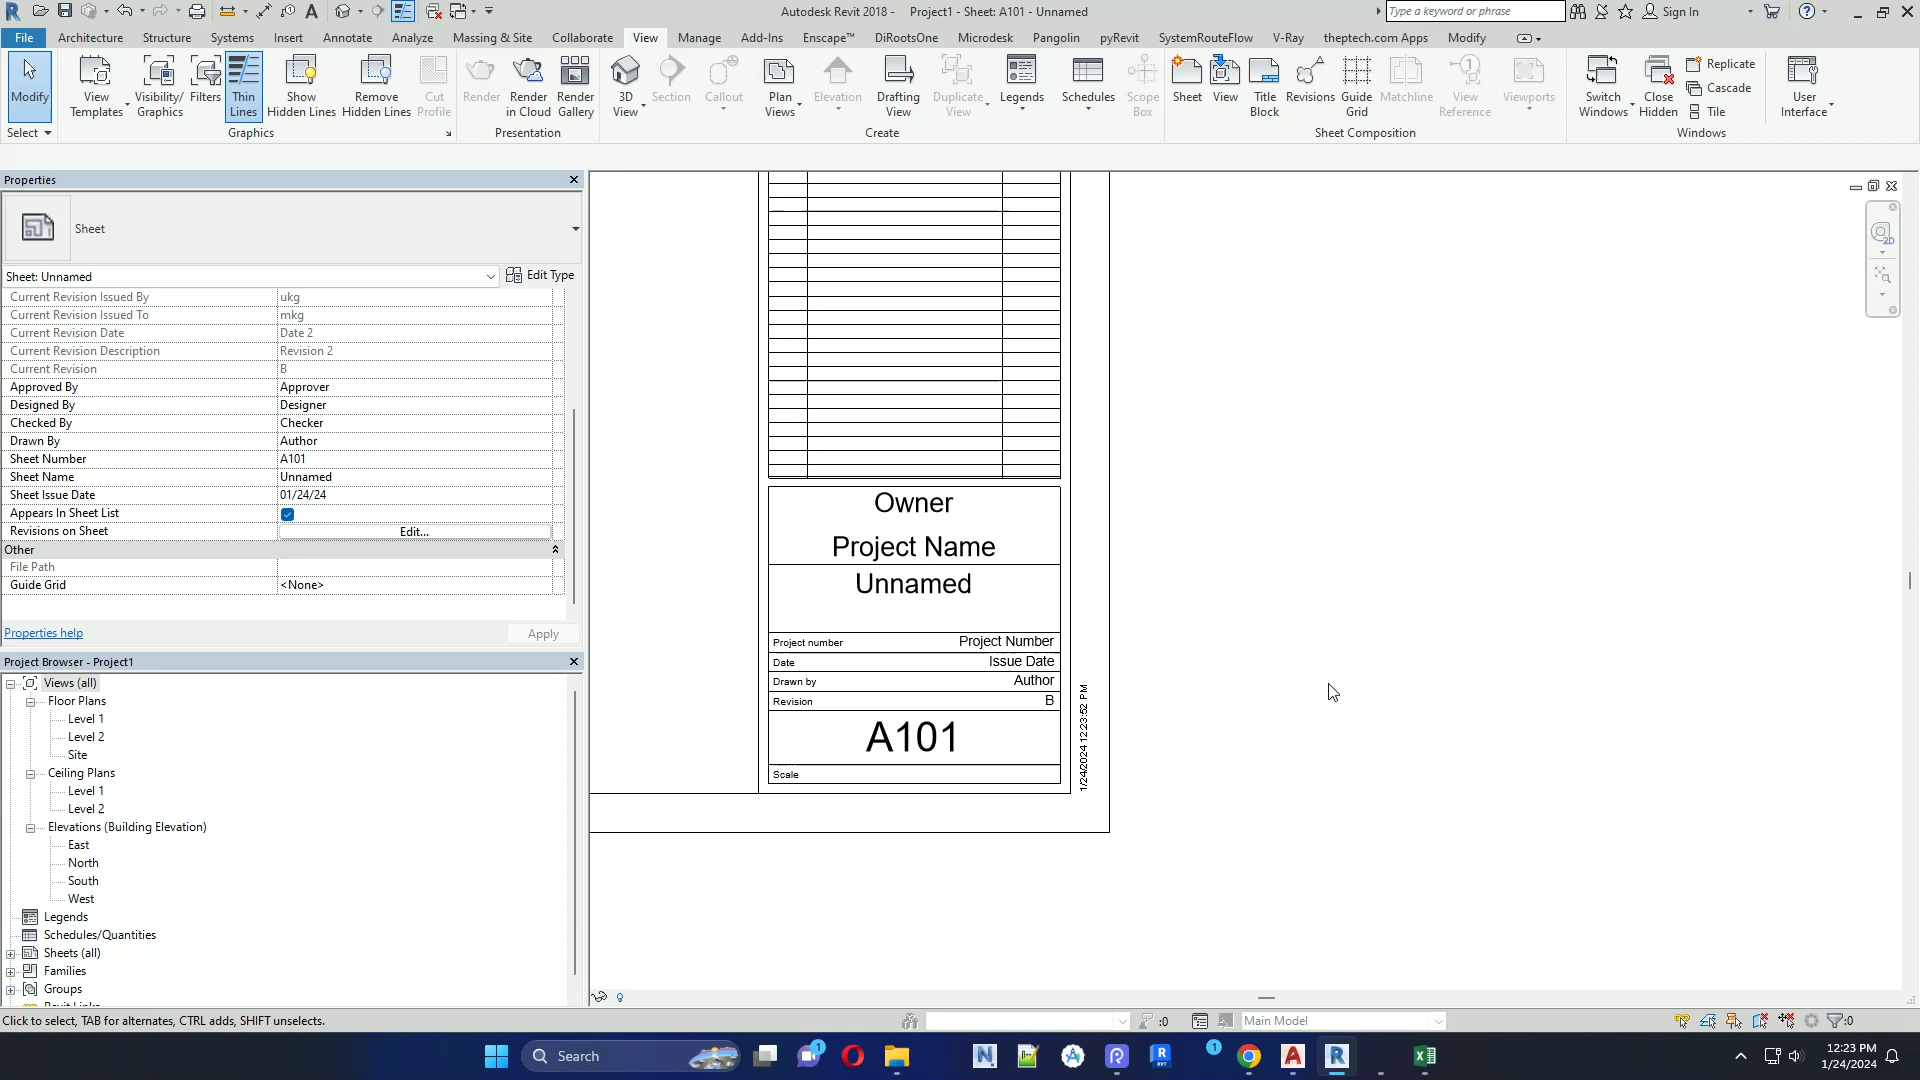 Autodesk Revit 2018 -     Project1 - Sheet: A101 - Unnamed
Type a keyword or phrase
Sign In
File Architecture Structure Systems Insert Annotate Analyze Massing & Site Collaborate View Manage Add-Ins Enscape™ DiRootsOne Microdesk Pangolin pyRevit SystemRouteFlow V-Ray theptech.com Apps Modify
Modify
View Templates
Visibility/ Graphics
Filters
Thin Lines
Show Hidden Lines
Remove Hidden Lines
Cut Profile
Render
Render in Cloud
Render Gallery
3D View
Section
Callout
Plan Views
Elevation
Drafting View
Duplicate View
Legends
Schedules
Scope Box
Sheet
View
Title Block
Revisions
Guide Grid
Matchline
View Reference
Viewports
Switch Windows
Close Hidden
Replicate
Cascade
Tile
User Interface
Select Graphics Presentation Create Sheet Composition Windows
Properties
Sheet
Sheet: Unnamed
Edit Type
Current Revision Issued By ukg
Current Revision Issued To mkg
Current Revision Date Date 2
Current Revision Description Revision 2
Current Revision B
Approved By Approver
Designed By Designer
Checked By Checker
Drawn By Author
Sheet Number A101
Sheet Name Unnamed
Sheet Issue Date 01/24/24
Appears In Sheet List
Revisions on Sheet Edit...
Other
File Path
Guide Grid <None>
Properties help
Apply
Project Browser - Project1
Views (all)
Floor Plans
Level 1
Level 2
Site
Ceiling Plans
Level 1
Level 2
Elevations (Building Elevation)
East
North
South
West
Legends
Schedules/Quantities
Sheets (all)
Families
Groups
Owner
Project Name
Unnamed
Project number Project Number
Date Issue Date
Drawn by Author
Revision B
A101
Scale
1/24/2024 12:23:52 PM
2D
Click to select, TAB for alternates, CTRL adds, SHIFT unselects.
:0
Main Model
:0
Search
1
1
12:23 PM
1/24/2024